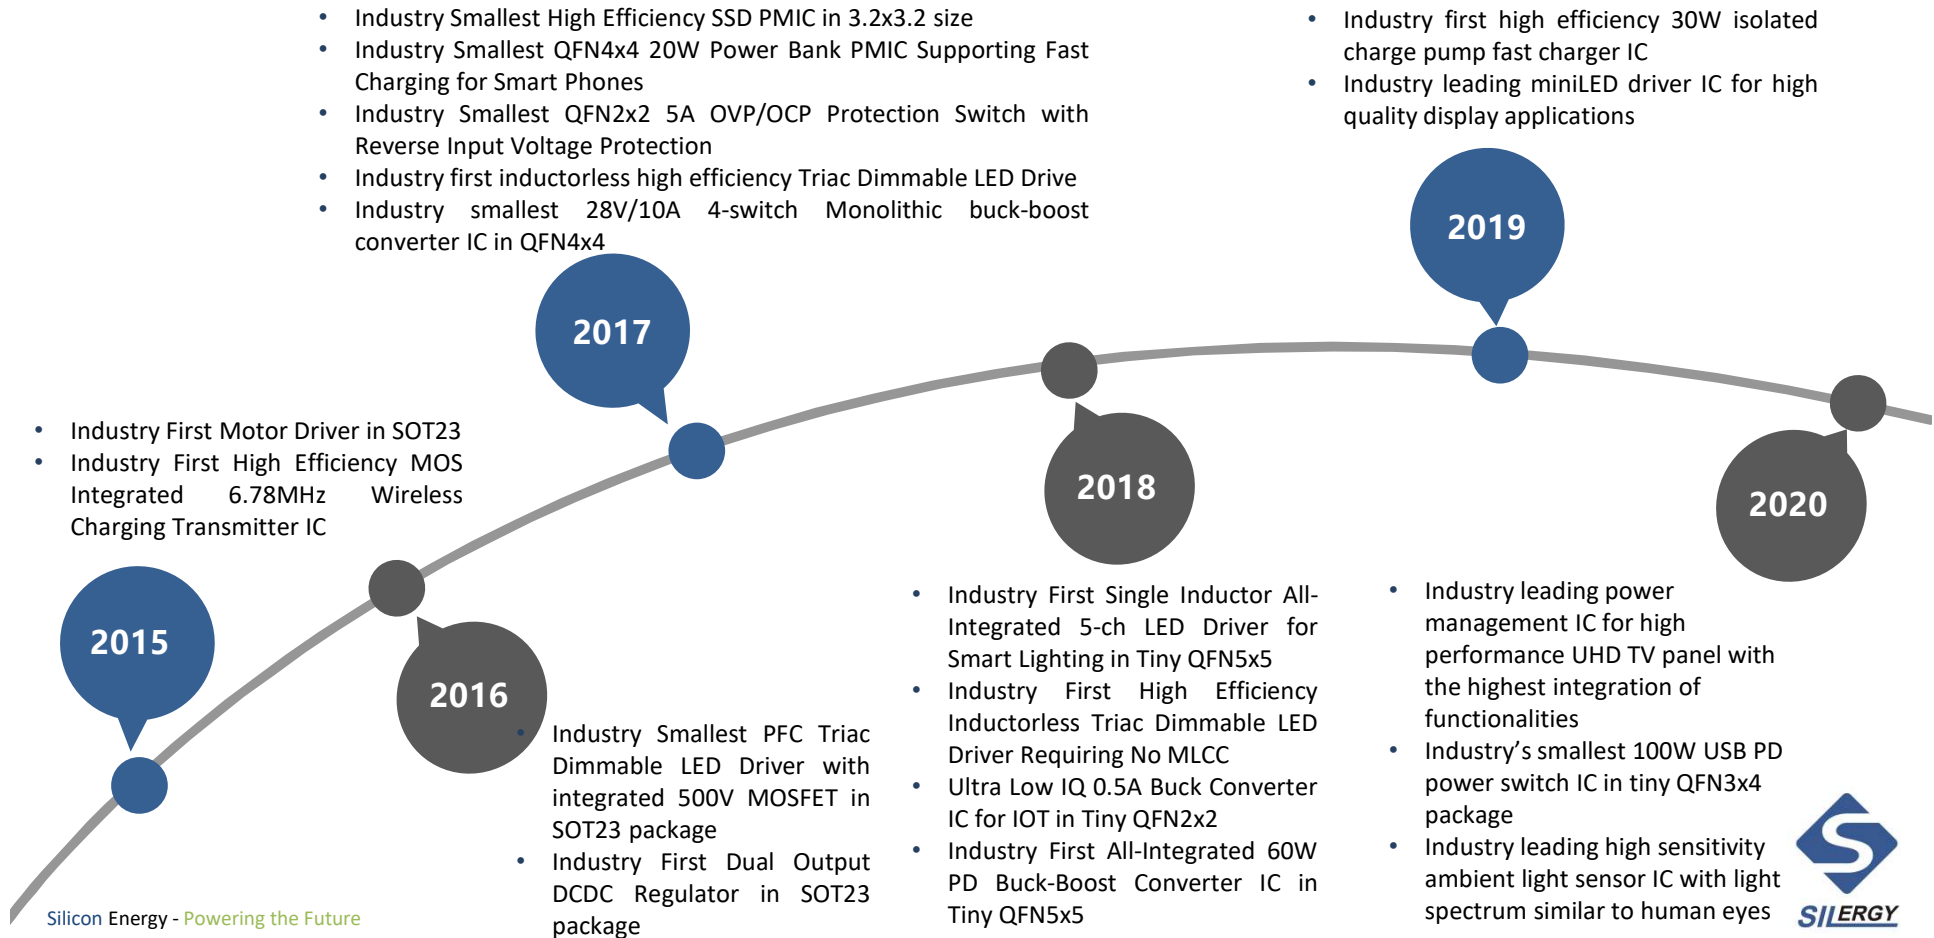 • Industry Smallest High Efficiency SSD PMIC in 3.2x3.2 size
• Industry Smallest QFN4x4 20W Power Bank PMIC Supporting Fast
Charging for Smart Phones
• Industry Smallest QFN2x2 5A OVP/OCP Protection Switch with
Reverse Input Voltage Protection
• Industry first inductorless high efficiency Triac Dimmable LED Drive
• Industry smallest 28V/10A 4-switch Monolithic buck-boost
converter IC in QFN4x4
2017
• Industry first high efficiency 30W isolated
charge pump fast charger IC
• Industry leading miniLED driver IC for high
quality display applications
2019
• Industry First Motor Driver in SOT23
• Industry First High Efficiency MOS
Integrated 6.78MHz Wireless
Charging Transmitter IC
2015
2016
• Industry Smallest PFC Triac
Dimmable LED Driver with
integrated 500V MOSFET in
SOT23 package
• Industry First Dual Output
DCDC Regulator in SOT23
package
2018
• Industry First Single Inductor All-
Integrated 5-ch LED Driver for
Smart Lighting in Tiny QFN5x5
• Industry First High Efficiency
Inductorless Triac Dimmable LED
Driver Requiring No MLCC
• Ultra Low IQ 0.5A Buck Converter
IC for IOT in Tiny QFN2x2
• Industry First All-Integrated 60W
PD Buck-Boost Converter IC in
Tiny QFN5x5
2020
• Industry leading power
management IC for high
performance UHD TV panel with
the highest integration of
functionalities
• Industry’s smallest 100W USB PD
power switch IC in tiny QFN3x4
package
• Industry leading high sensitivity
ambient light sensor IC with light
spectrum similar to human eyes
Silicon Energy - Powering the Future
SILERGY